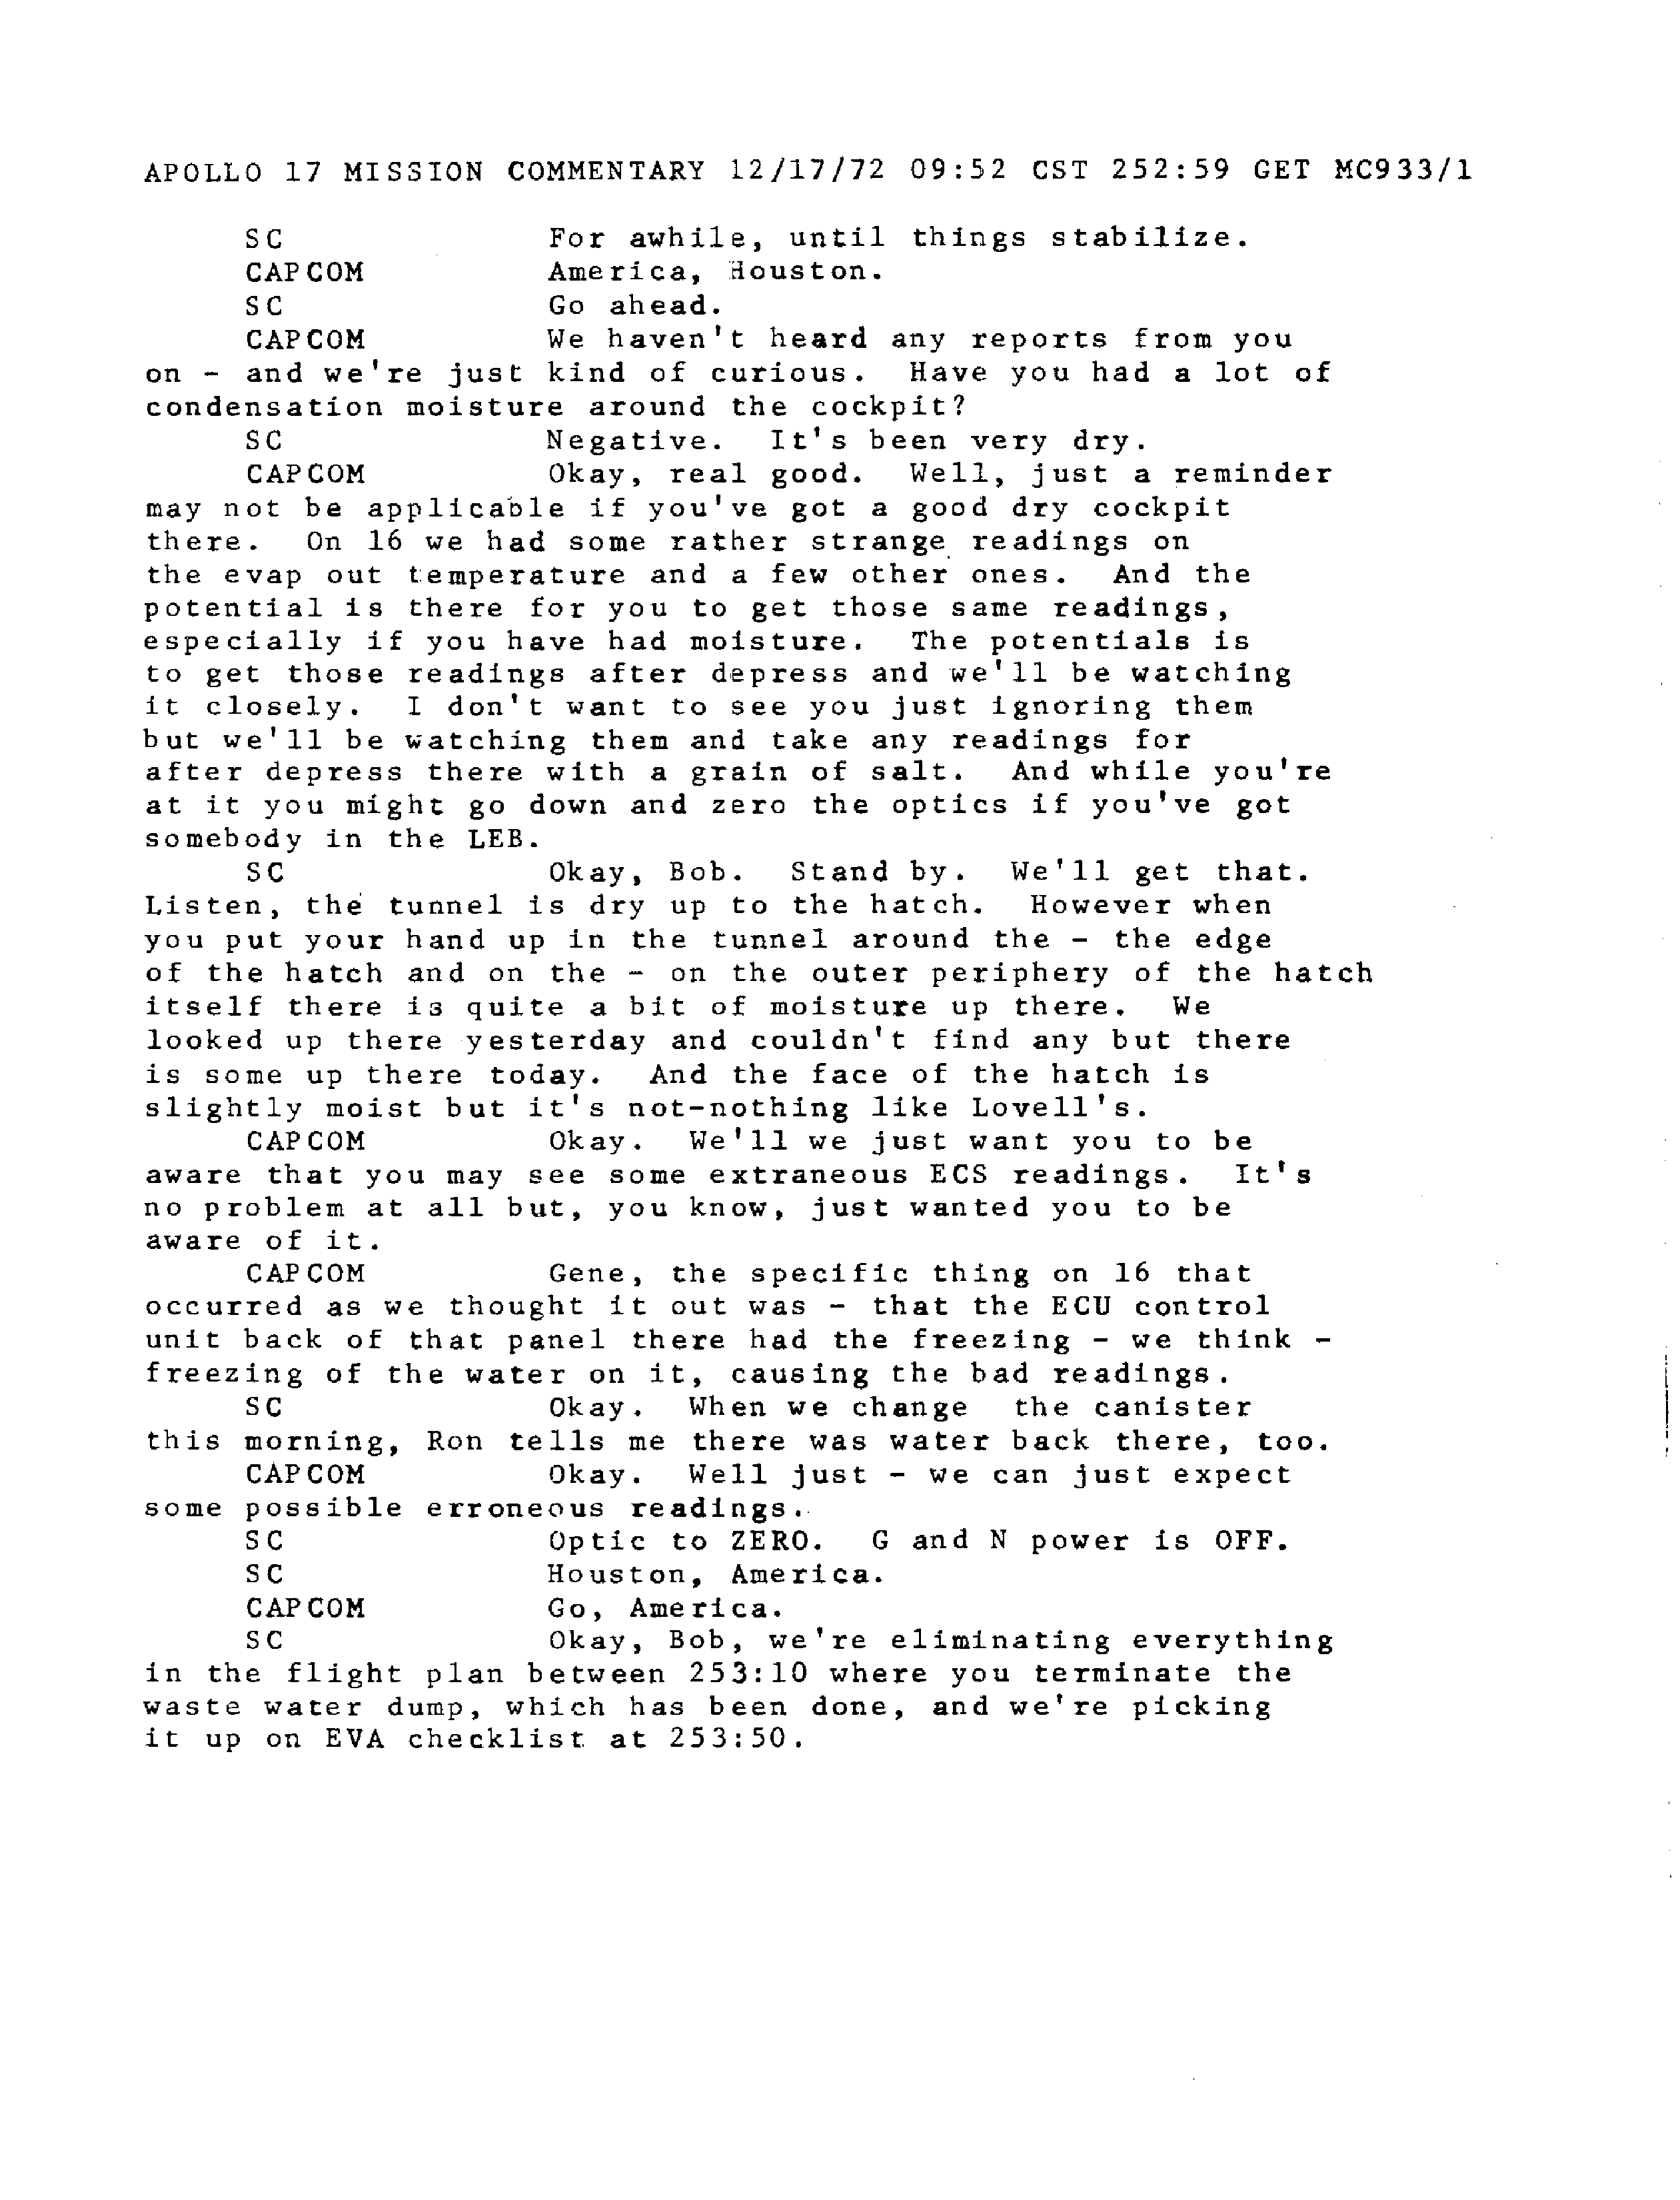 APOLLO 17 MISSION COMMENTARY 12/17/72 09:52 CST 252:59 GET MC933/1
SC For awhile, until things stabilize.
CAPCOM America, Houston.
SC Go ahead.
CAPCOM We haven't heard any reports from you
on - and we're just kind of curious. Have you had a lot of
condensation moisture around the cockpit?
SC Negative. It's been very dry.
CAPCOM Okay, real good. Well, just a reminder
may not be applicable if you've got a good dry cockpit
there. On 16 we had some rather strange readings on
the evap out temperature and a few other ones. And the
potential is there for you to get those same readings,
especially if you have had moisture. The potentials is
to get those readings after depress and we'll be watching
it closely. I don't want to see you just ignoring them
but we'll be watching them and take any readings for
after depress there with a grain of salt. And while you're
at it you might go down and zero the optics if you've got
somebody in the LEB.
SC Okay, Bob. Stand by. We'll get that.
Listen, the tunnel is dry up to the hatch. However when
you put your hand up in the tunnel around the - the edge
of the hatch and on the - on the outer periphery of the hatch
itself there is quite a bit of moisture up there. We
looked up there yesterday and couldn't find any but there
is some up there today. And the face of the hatch is
slightly moist but it's not-nothing like Lovell's.
CAPCOM Okay. We'll we just want you to be
aware that you may see some extraneous ECS readings. It's
no problem at all but, you know, just wanted you to be
aware of it.
CAPCOM Gene, the specific thing on 16 that
occurred as we thought it out was - that the ECU control
unit back of that panel there had the freezing - we think -
freezing of the water on it, causing the bad readings.
SC Okay. When we change the canister
this morning, Ron tells me there was water back there, too.
CAPCOM Okay. Well just - we can just expect
some possible erroneous readings.
SC Optic to ZERO. G and N power is OFF.
SC Houston, America.
CAPCOM Go, America.
SC Okay, Bob, we're eliminating everything
in the flight plan between 253:10 where you terminate the
waste water dump, which has been done, and we're picking
it up on EVA checklist at 253:50.